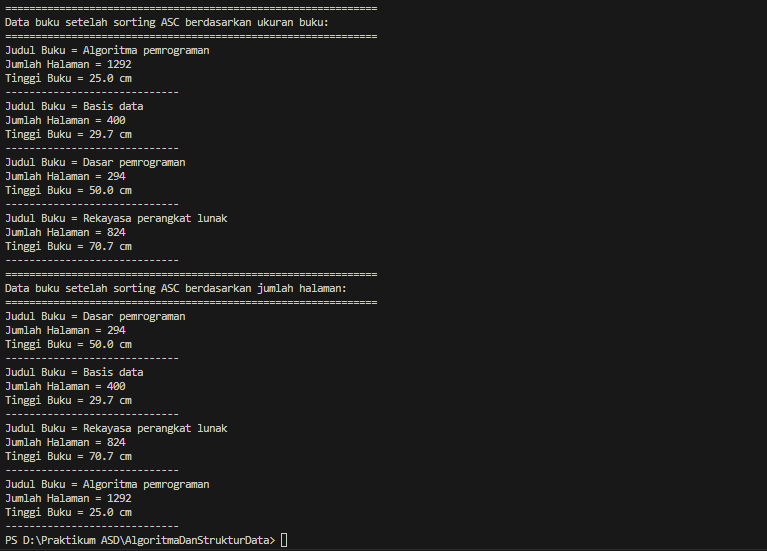 ==============================================================
Data buku setelah sorting ASC berdasarkan ukuran buku:
==============================================================
Judul Buku = Algoritma pemrograman
Jumlah Halaman = 1292
Tinggi Buku = 25.0 cm
-----------------------------
Judul Buku = Basis data
Jumlah Halaman = 400
Tinggi Buku = 29.7 cm
-----------------------------
Judul Buku = Dasar pemrograman
Jumlah Halaman = 294
Tinggi Buku = 50.0 cm
-----------------------------
Judul Buku = Rekayasa perangkat lunak
Jumlah Halaman = 824
Tinggi Buku = 70.7 cm
-----------------------------
==============================================================
Data buku setelah sorting ASC berdasarkan jumlah halaman:
==============================================================
Judul Buku = Dasar pemrograman
Jumlah Halaman = 294
Tinggi Buku = 50.0 cm
-----------------------------
Judul Buku = Basis data
Jumlah Halaman = 400
Tinggi Buku = 29.7 cm
-----------------------------
Judul Buku = Rekayasa perangkat lunak
Jumlah Halaman = 824
Tinggi Buku = 70.7 cm
-----------------------------
Judul Buku = Algoritma pemrograman
Jumlah Halaman = 1292
Tinggi Buku = 25.0 cm
-----------------------------
PS D:\Praktikum ASD\AlgoritmaDanStrukturData>